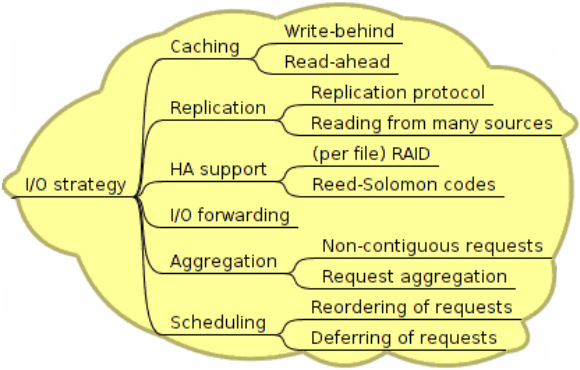 I/O strategy
Caching
Write-behind
Read-ahead
Replication
Replication protocol
Reading from many sources
HA support
(per file) RAID
Reed-Solomon codes
I/O forwarding
Aggregation
Non-contiguous requests
Request aggregation
Scheduling
Reordering of requests
Deferring of requests